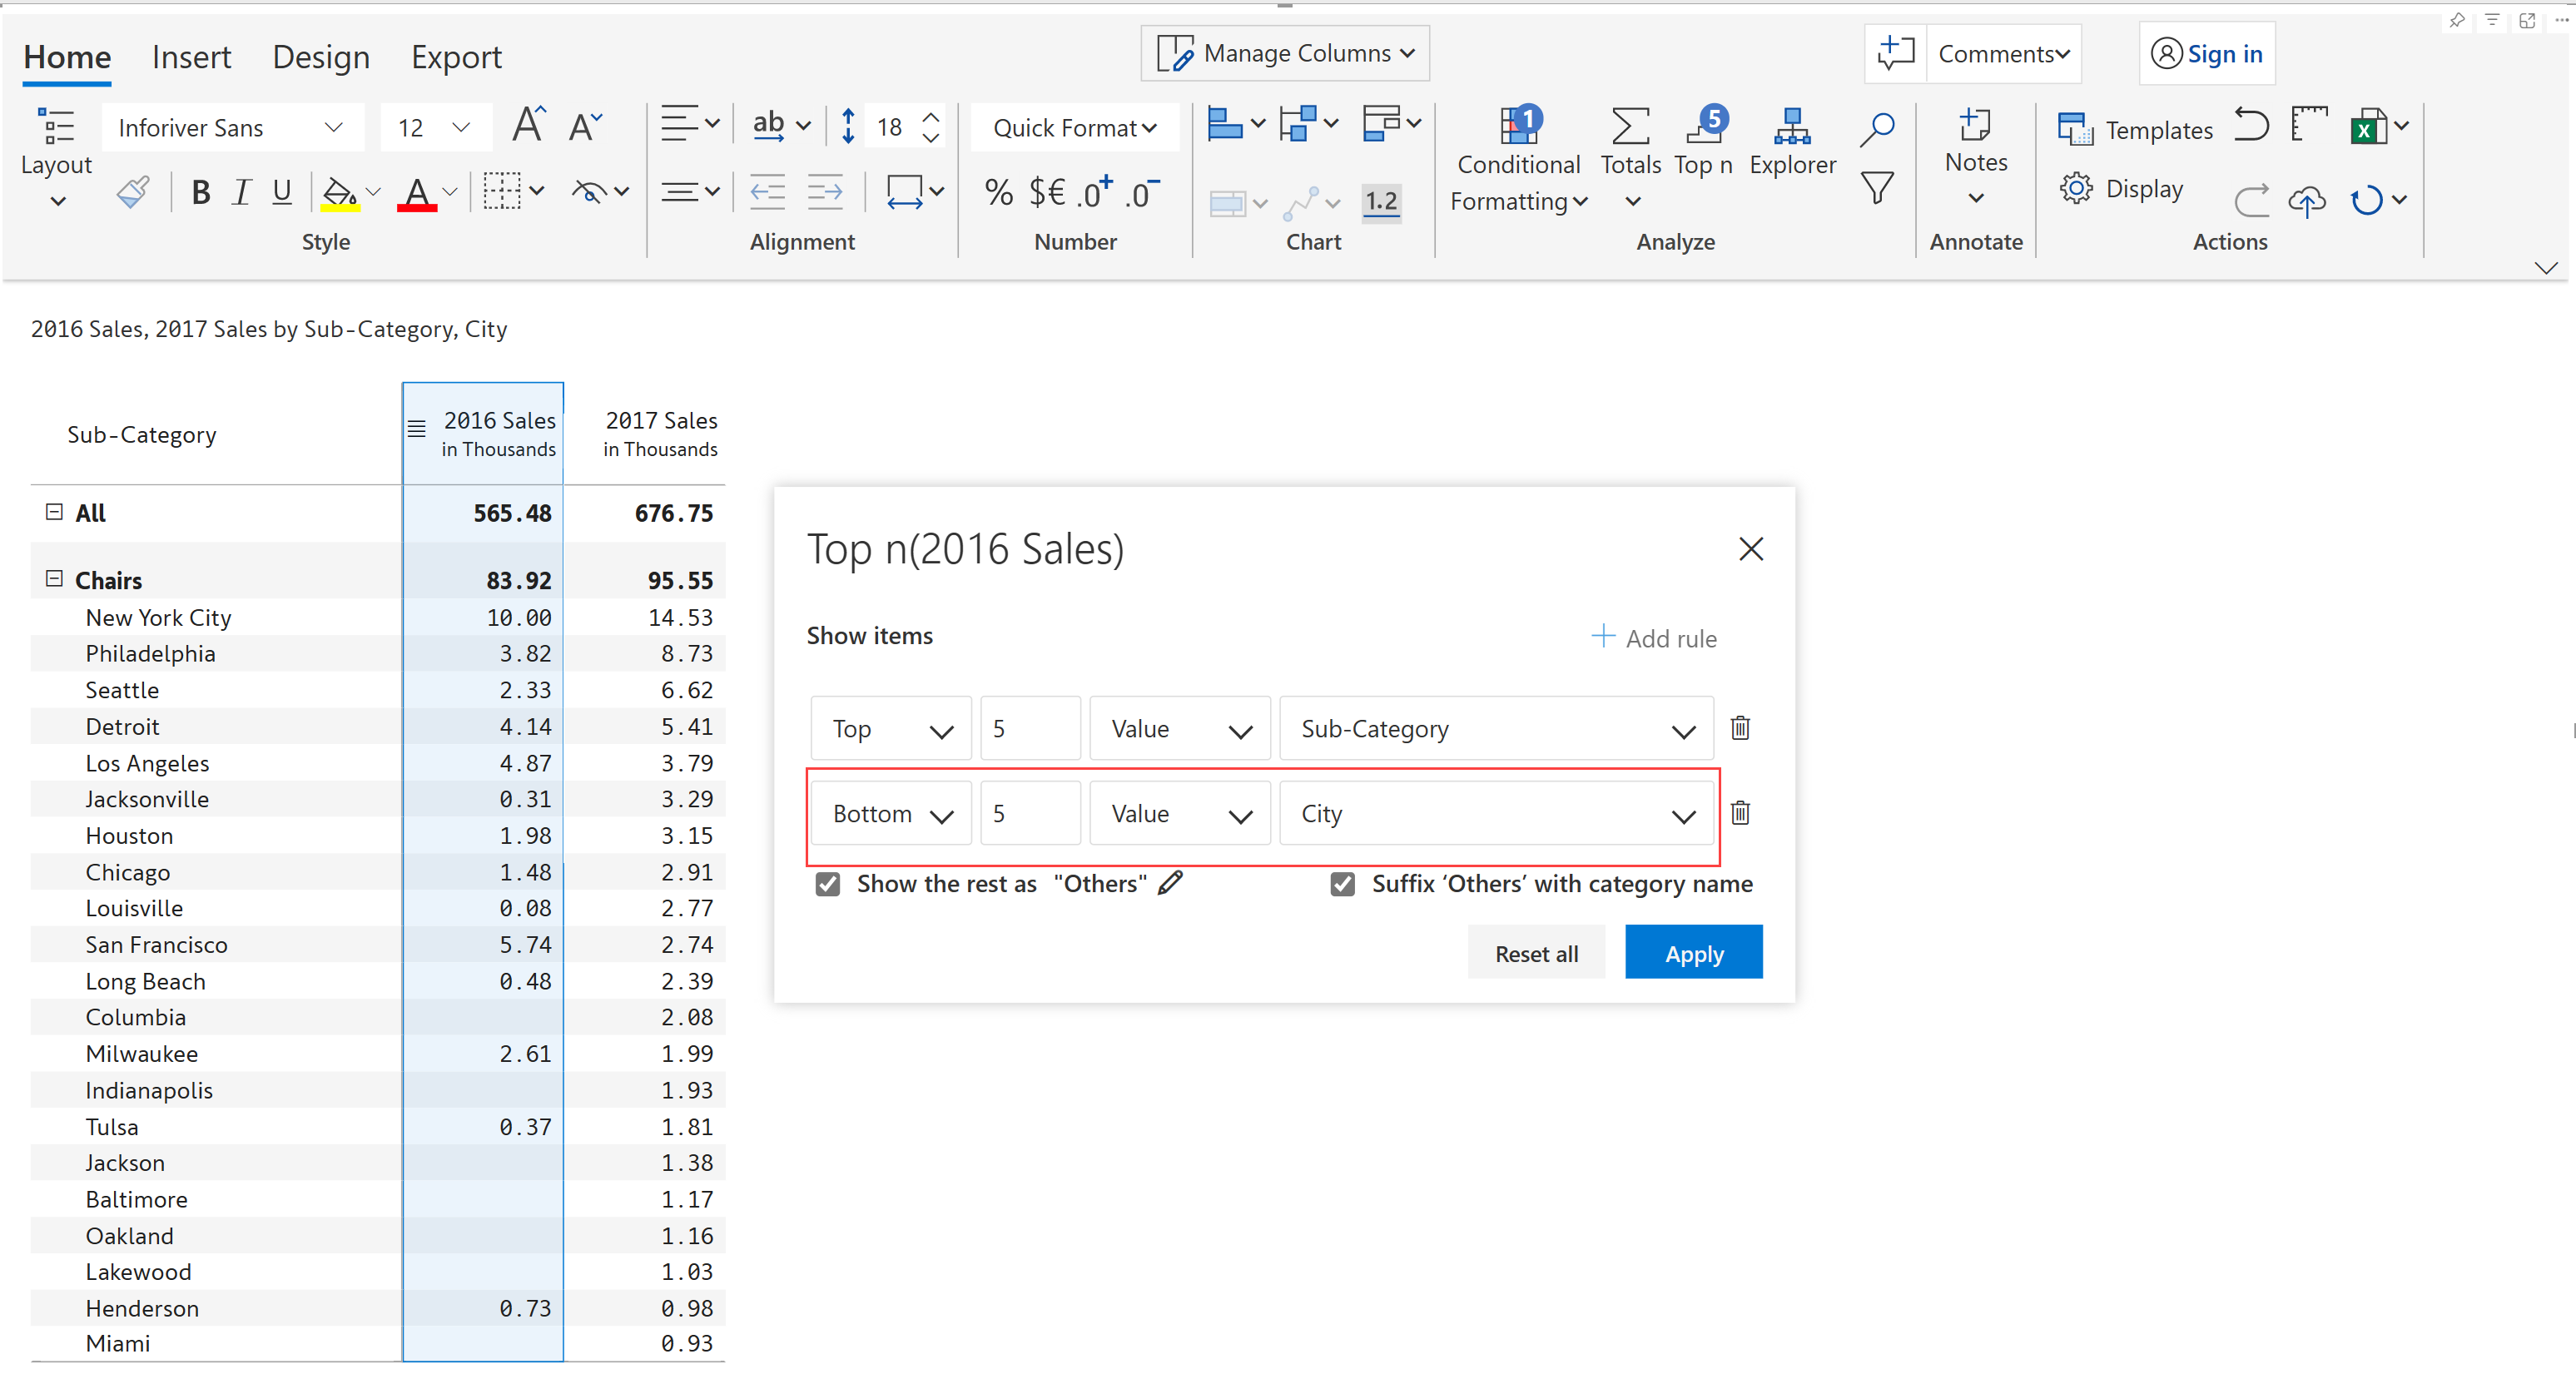 Home Insert Design Export Manage Columns Comments Sign in
Layout Inforiver Sans 12 A A ab 18 Quick Format 1 5 Templates X
B I U A % $€ .0+ .0- 1.2 Conditional Formatting Totals Top n Explorer Notes Display
Style Alignment Number Chart Analyze Annotate Actions
2016 Sales, 2017 Sales by Sub-Category, City
Sub-Category 2016 Sales 2017 Sales
in Thousands in Thousands
All 565.48 676.75
Chairs 83.92 95.55
New York City 10.00 14.53
Philadelphia 3.82 8.73
Seattle 2.33 6.62
Detroit 4.14 5.41
Los Angeles 4.87 3.79
Jacksonville 0.31 3.29
Houston 1.98 3.15
Chicago 1.48 2.91
Louisville 0.08 2.77
San Francisco 5.74 2.74
Long Beach 0.48 2.39
Columbia 2.08
Milwaukee 2.61 1.99
Indianapolis 1.93
Tulsa 0.37 1.81
Jackson 1.38
Baltimore 1.17
Oakland 1.16
Lakewood 1.03
Henderson 0.73 0.98
Miami 0.93
Top n(2016 Sales)
Show items Add rule
Top 5 Value Sub-Category
Bottom 5 Value City
Show the rest as "Others" Suffix ‘Others’ with category name
Reset all Apply